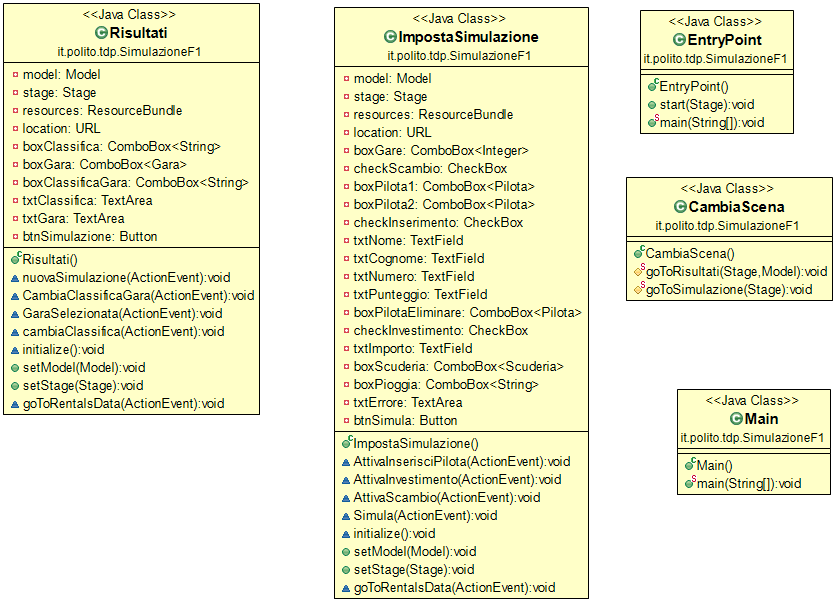 <<Java Class>>
Risultati
it.polito.tdp.SimulazioneF1
model: Model
stage: Stage
resources: ResourceBundle
location: URL
boxClassifica: ComboBox<String>
boxGara: ComboBox<Gara>
boxClassificaGara: ComboBox<String>
txtClassifica: TextArea
txtGara: TextArea
btnSimulazione: Button
Risultati()
nuovaSimulazione(ActionEvent):void
CambiaClassificaGara(ActionEvent):void
GaraSelezionata(ActionEvent):void
cambiaClassifica(ActionEvent):void
initialize():void
setModel(Model):void
setStage(Stage):void
goToRentalsData(ActionEvent):void
<<Java Class>>
ImpostaSimulazione
it.polito.tdp.SimulazioneF1
model: Model
stage: Stage
resources: ResourceBundle
location: URL
boxGare: ComboBox<Integer>
checkScambio: CheckBox
boxPilota1: ComboBox<Pilota>
boxPilota2: ComboBox<Pilota>
checkInserimento: CheckBox
txtNome: TextField
txtCognome: TextField
txtNumero: TextField
txtPunteggio: TextField
boxPilotaEliminare: ComboBox<Pilota>
checkInvestimento: CheckBox
txtImporto: TextField
boxScuderia: ComboBox<Scuderia>
boxPioggia: ComboBox<String>
txtErrore: TextArea
btnSimula: Button
ImpostaSimulazione()
AttivaInserisciPilota(ActionEvent):void
AttivaInvestimento(ActionEvent):void
AttivaScambio(ActionEvent):void
Simula(ActionEvent):void
initialize():void
setModel(Model):void
setStage(Stage):void
goToRentalsData(ActionEvent):void
<<Java Class>>
EntryPoint
it.polito.tdp.SimulazioneF1
EntryPoint()
start(Stage):void
main(String[]):void
<<Java Class>>
CambiaScena
it.polito.tdp.SimulazioneF1
CambiaScena()
goToRisultati(Stage,Model):void
goToSimulazione(Stage):void
<<Java Class>>
Main
it.polito.tdp.SimulazioneF1
Main()
main(String[]):void